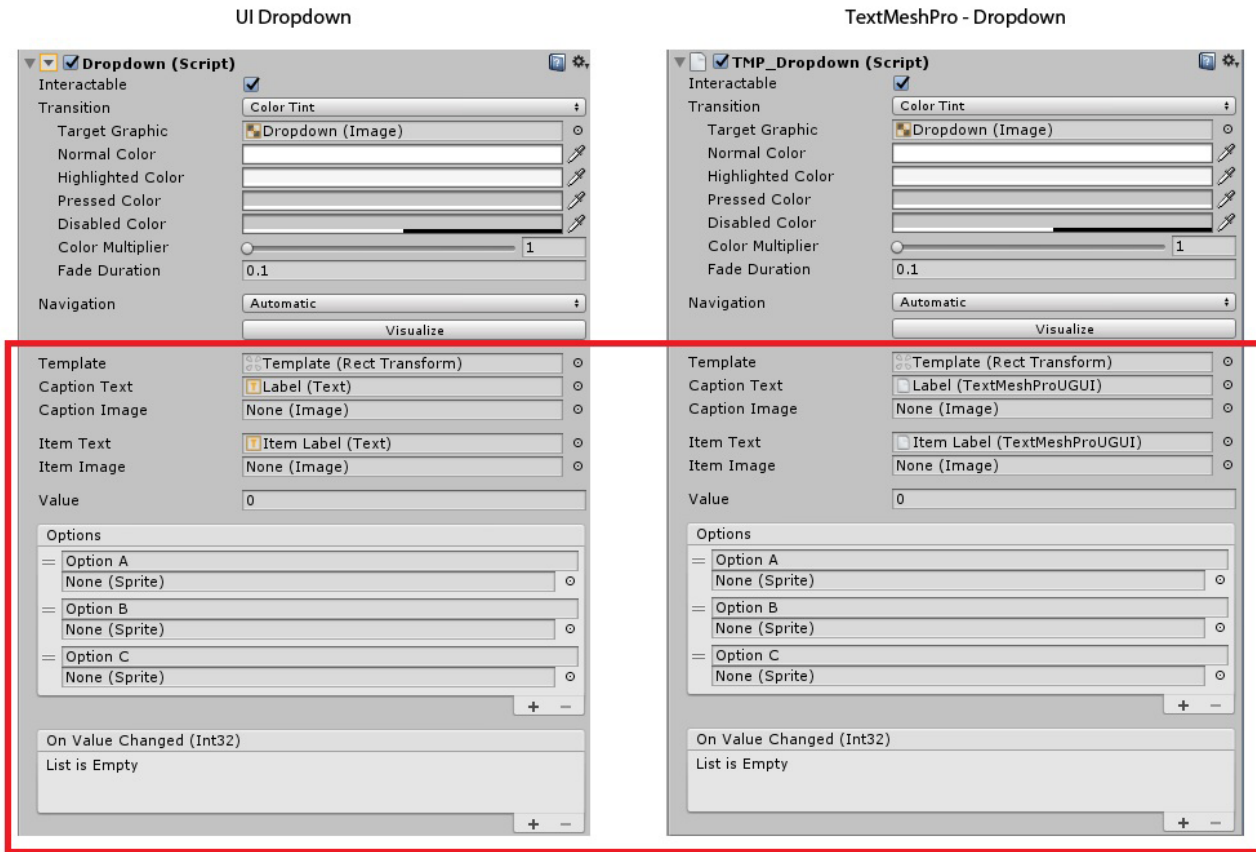 UI Dropdown
Dropdown (Script)
Interactable
Transition Color Tint
Target Graphic Dropdown (Image)
Normal Color
Highlighted Color
Pressed Color
Disabled Color
Color Multiplier 1
Fade Duration 0.1
Navigation Automatic
Visualize
Template Template (Rect Transform)
Caption Text Label (Text)
Caption Image None (Image)
Item Text Item Label (Text)
Item Image None (Image)
Value 0
Options
Option A
None (Sprite)
Option B
None (Sprite)
Option C
None (Sprite)
On Value Changed (Int32)
List is Empty
TextMeshPro - Dropdown
TMP_Dropdown (Script)
Interactable
Transition Color Tint
Target Graphic Dropdown (Image)
Normal Color
Highlighted Color
Pressed Color
Disabled Color
Color Multiplier 1
Fade Duration 0.1
Navigation Automatic
Visualize
Template Template (Rect Transform)
Caption Text Label (TextMeshProUGUI)
Caption Image None (Image)
Item Text Item Label (TextMeshProUGUI)
Item Image None (Image)
Value 0
Options
Option A
None (Sprite)
Option B
None (Sprite)
Option C
None (Sprite)
On Value Changed (Int32)
List is Empty